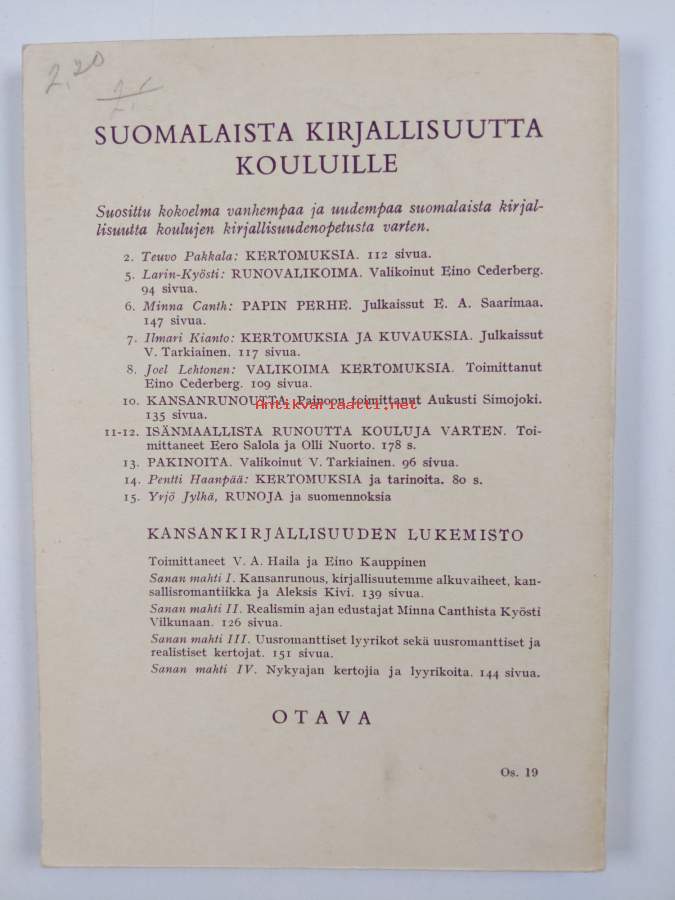 2,20
SUOMALAISTA KIRJALLISUUTTA
KOULUILLE
Suosittu kokoelma vanhempaa ja uudempaa suomalaista kirjal-
lisuutta koulujen kirjallisuudenopetusta varten.
2. Teuvo Pakkala: KERTOMUKSIA. 112 sivua.
5. Larin-Kyösti: RUNOVALIKOIMA. Valikoinut Eino Cederberg.
94 sivua.
6. Minna Canth: PAPIN PERHE. Julkaissut E. A. Saarimaa.
147 sivua.
7. Ilmari Kianto: KERTOMUKSIA JA KUVAUKSIA. Julkaissut
V. Tarkiainen. 117 sivua.
8. Joel Lehtonen: VALIKOIMA KERTOMUKSIA. Toimittanut
Eino Cederberg. 109 sivua.
10. KANSANRUNOUTTA. Painoon toimittanut Aukusti Simojoki.
Antikvariaatti.net
135 sivua.
11-12. ISÄNMAALLISTA RUNOUTTA KOULUJA VARTEN. Toi-
mittaneet Eero Salola ja Olli Nuorto. 178 s.
13. PAKINOITA. Valikoinut V. Tarkiainen. 96 sivua.
14. Pentti Haanpää: KERTOMUKSIA ja tarinoita. 80 s.
15. Yrjö Jylhä, RUNOJA ja suomennoksia
KANSANKIRJALLISUUDEN LUKEMISTO
Toimittaneet V. A. Haila ja Eino Kauppinen
Sanan mahti I. Kansanrunous, kirjallisuutemme alkuvaiheet, kan-
sallisromantiikka ja Aleksis Kivi. 139 sivua.
Sanan mahti II. Realismin ajan edustajat Minna Canthista Kyösti
Vilkunaan. 126 sivua.
Sanan mahti III. Uusromanttiset lyyrikot sekä uusromanttiset ja
realistiset kertojat. 151 sivua.
Sanan mahti IV. Nykyajan kertojia ja lyyrikoita. 144 sivua.
OTAVA
Os. 19